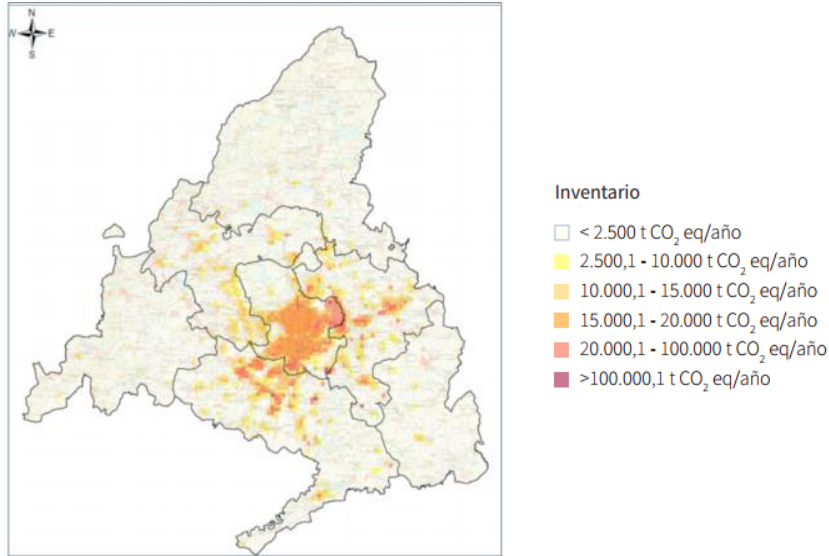 N
W E
S
Inventario
< 2.500 t CO₂ eq/año
2.500,1 - 10.000 t CO₂ eq/año
10.000,1 - 15.000 t CO₂ eq/año
15.000,1 - 20.000 t CO₂ eq/año
20.000,1 - 100.000 t CO₂ eq/año
>100.000,1 t CO₂ eq/año